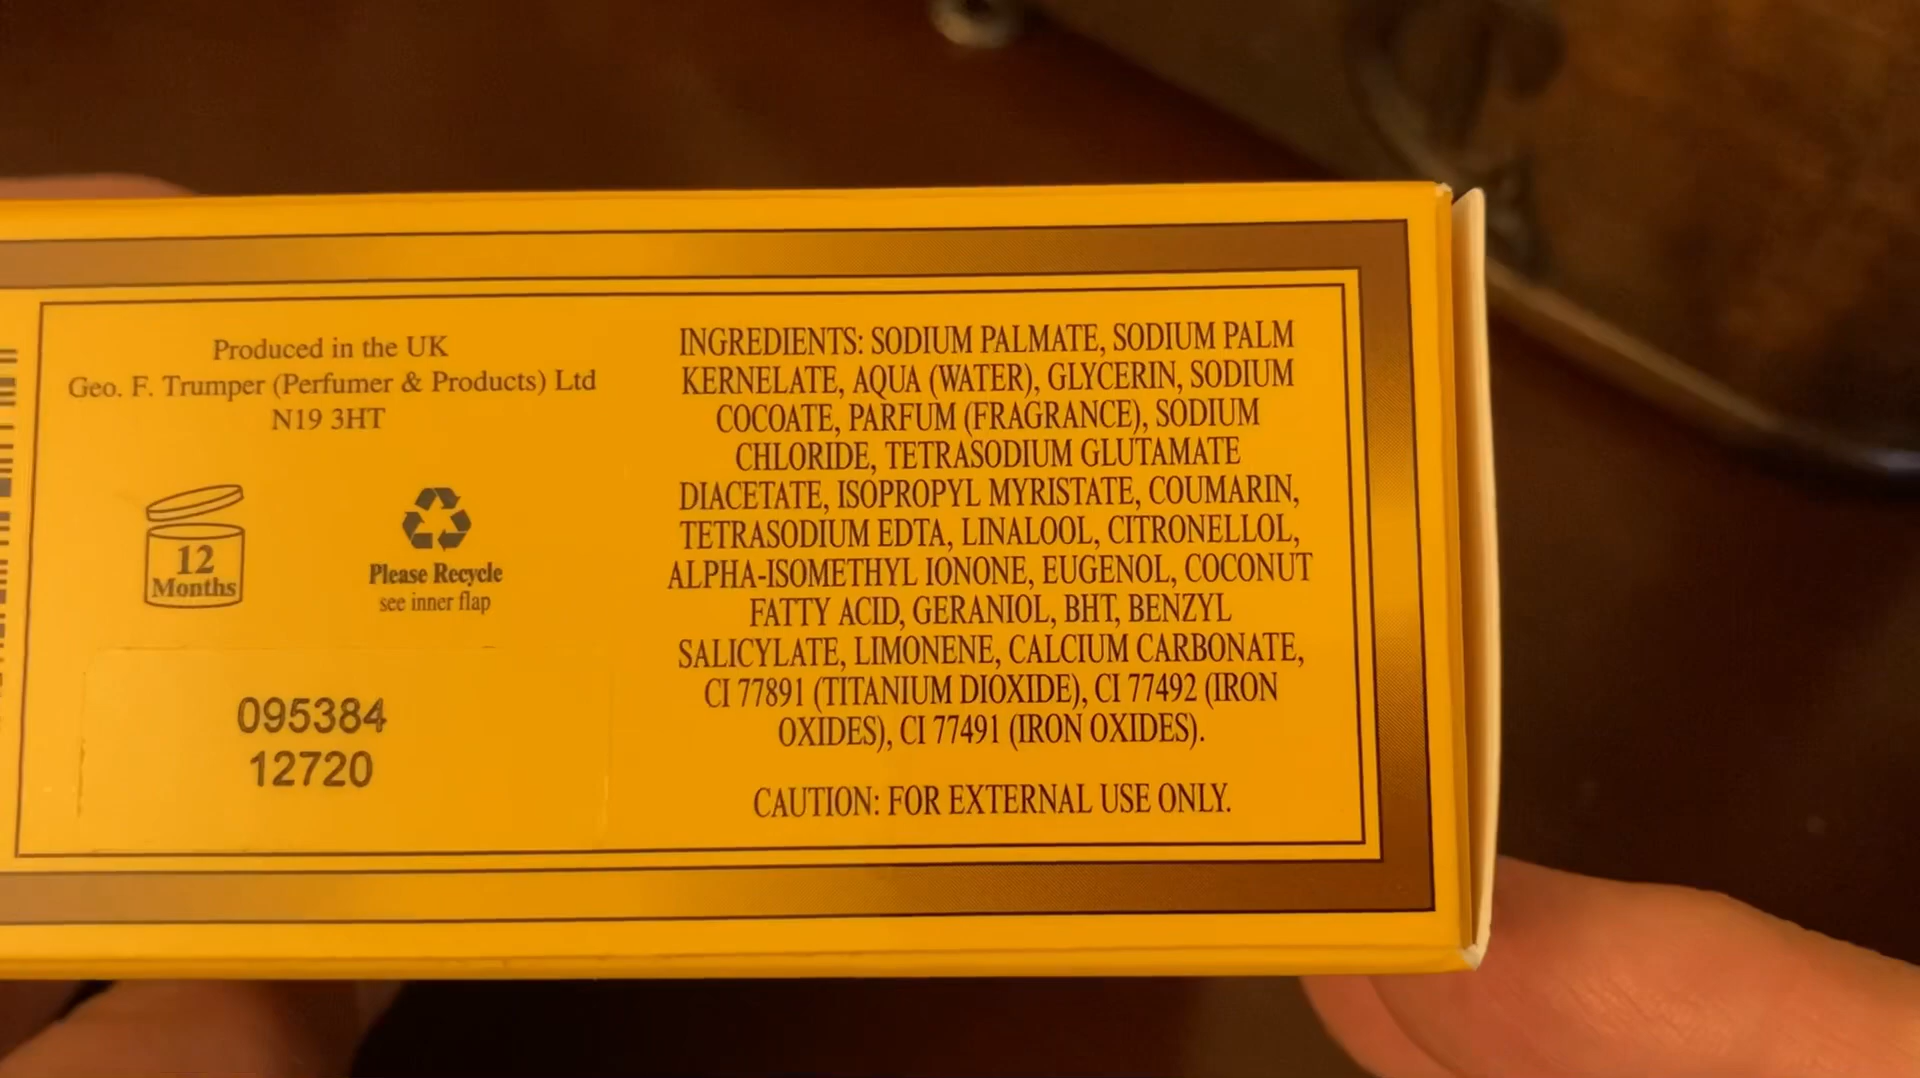 Produced in the UK
Geo. F. Trumper (Perfumer & Products) Ltd
N19 3HT
12
Months
Please Recycle
see inner flap
095384
12720
INGREDIENTS: SODIUM PALMATE, SODIUM PALM
KERNELATE, AQUA (WATER), GLYCERIN, SODIUM
COCOATE, PARFUM (FRAGRANCE), SODIUM
CHLORIDE, TETRASODIUM GLUTAMATE
DIACETATE, ISOPROPYL MYRISTATE, COUMARIN,
TETRASODIUM EDTA, LINALOOL, CITRONELLOL,
ALPHA-ISOMETHYL IONONE, EUGENOL, COCONUT
FATTY ACID, GERANIOL, BHT, BENZYL
SALICYLATE, LIMONENE, CALCIUM CARBONATE,
CI 77891 (TITANIUM DIOXIDE), CI 77492 (IRON
OXIDES), CI 77491 (IRON OXIDES).
CAUTION: FOR EXTERNAL USE ONLY.